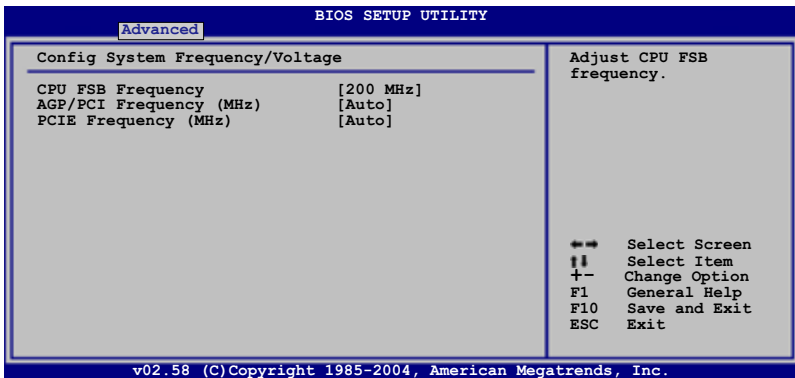 BIOS SETUP UTILITY
Advanced
Config System Frequency/Voltage
CPU FSB Frequency [200 MHz]
AGP/PCI Frequency (MHz) [Auto]
PCIE Frequency (MHz) [Auto]
Adjust CPU FSB
frequency.
←→ Select Screen
↑↓ Select Item
+- Change Option
F1 General Help
F10 Save and Exit
ESC Exit
v02.58 (C)Copyright 1985-2004, American Megatrends, Inc.